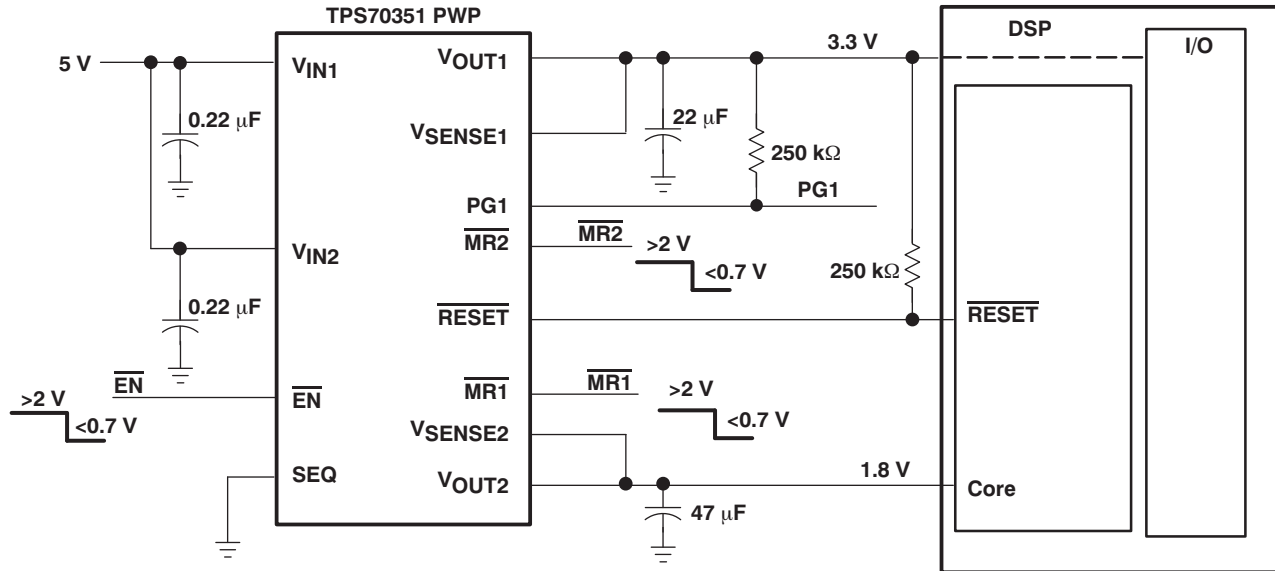 TPS70351 PWP
DSP
I/O
5 V
VIN1
VOUT1
3.3 V
0.22 μF
VSENSE1
22 μF
250 kΩ
PG1
PG1
MR2
MR2
>2 V
<0.7 V
VIN2
250 kΩ
0.22 μF
RESET
RESET
EN
EN
>2 V
<0.7 V
MR1
MR1
>2 V
<0.7 V
VSENSE2
SEQ
VOUT2
1.8 V
Core
47 μF